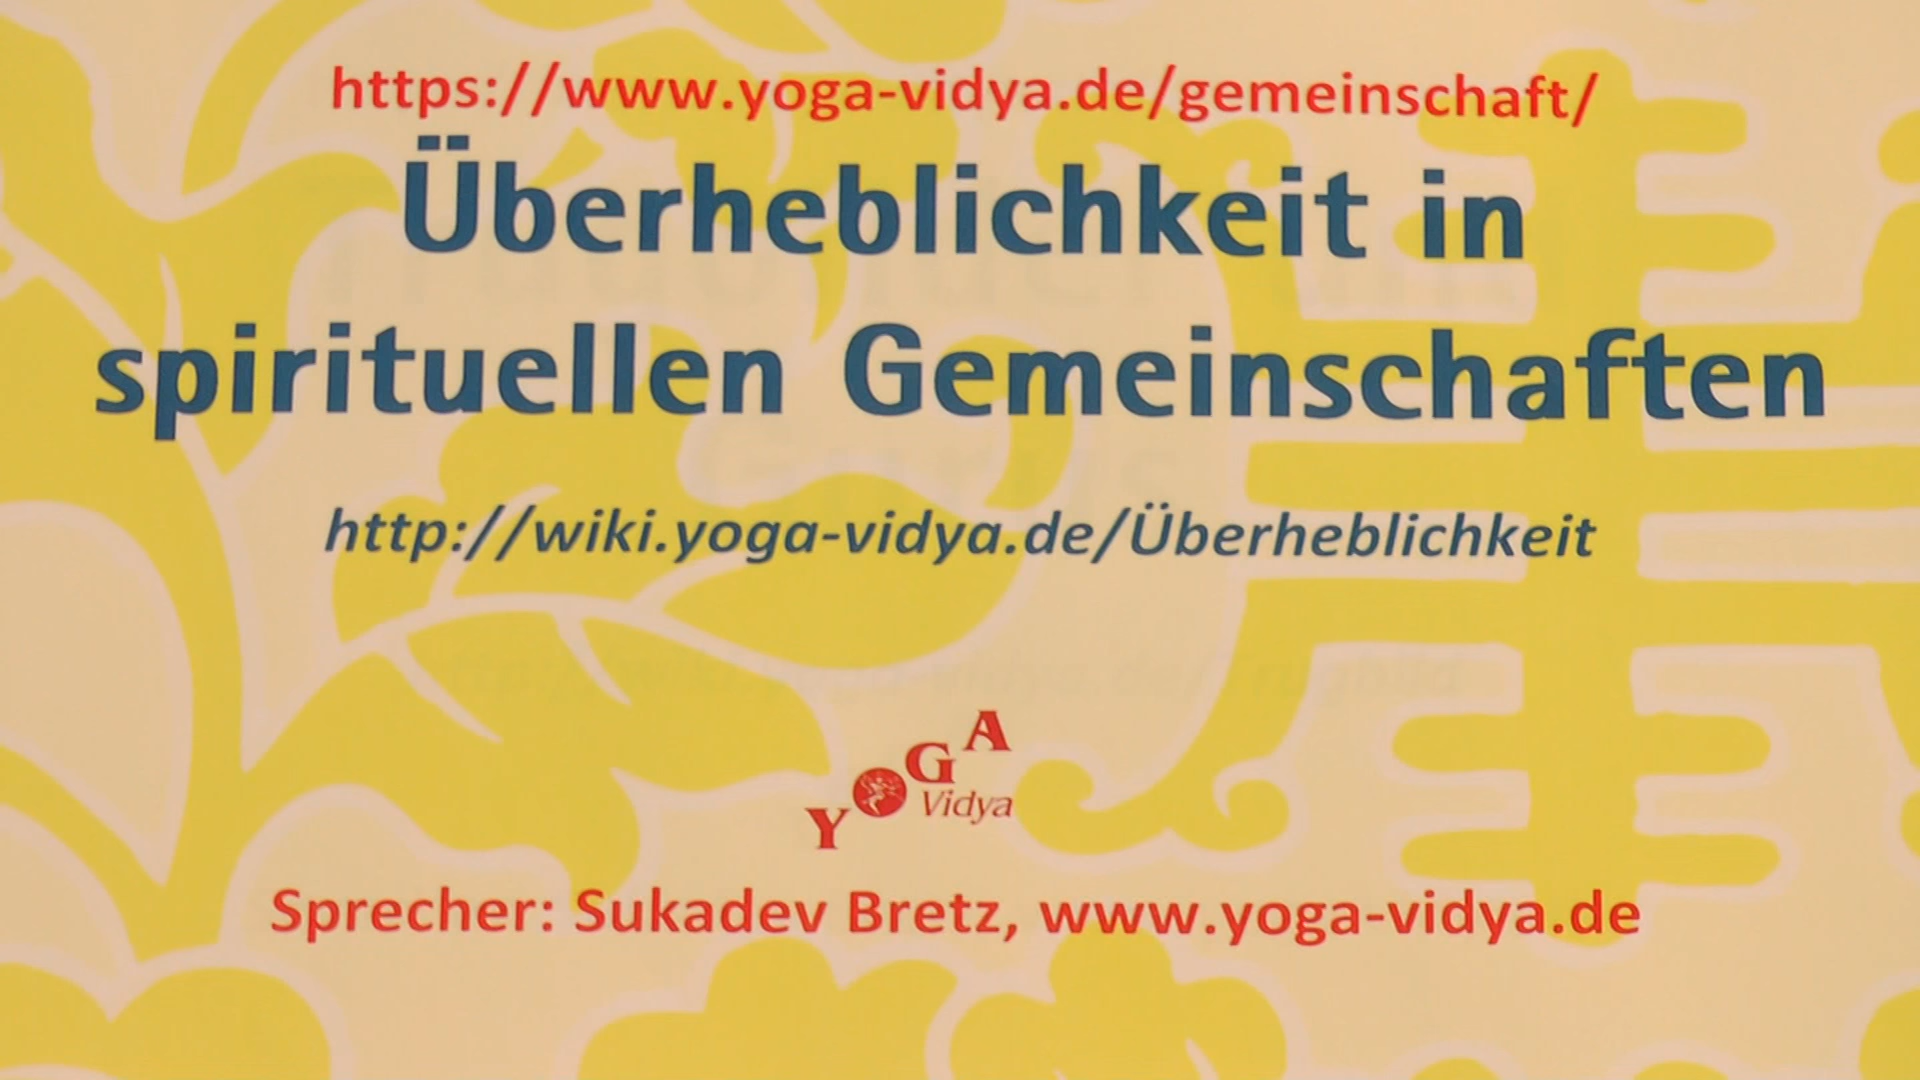 https://www.yoga-vidya.de/gemeinschaft/
Überheblichkeit in
spirituellen Gemeinschaften
http://wiki.yoga-vidya.de/Überheblichkeit
YOGA
Vidya
Sprecher: Sukadev Bretz, www.yoga-vidya.de